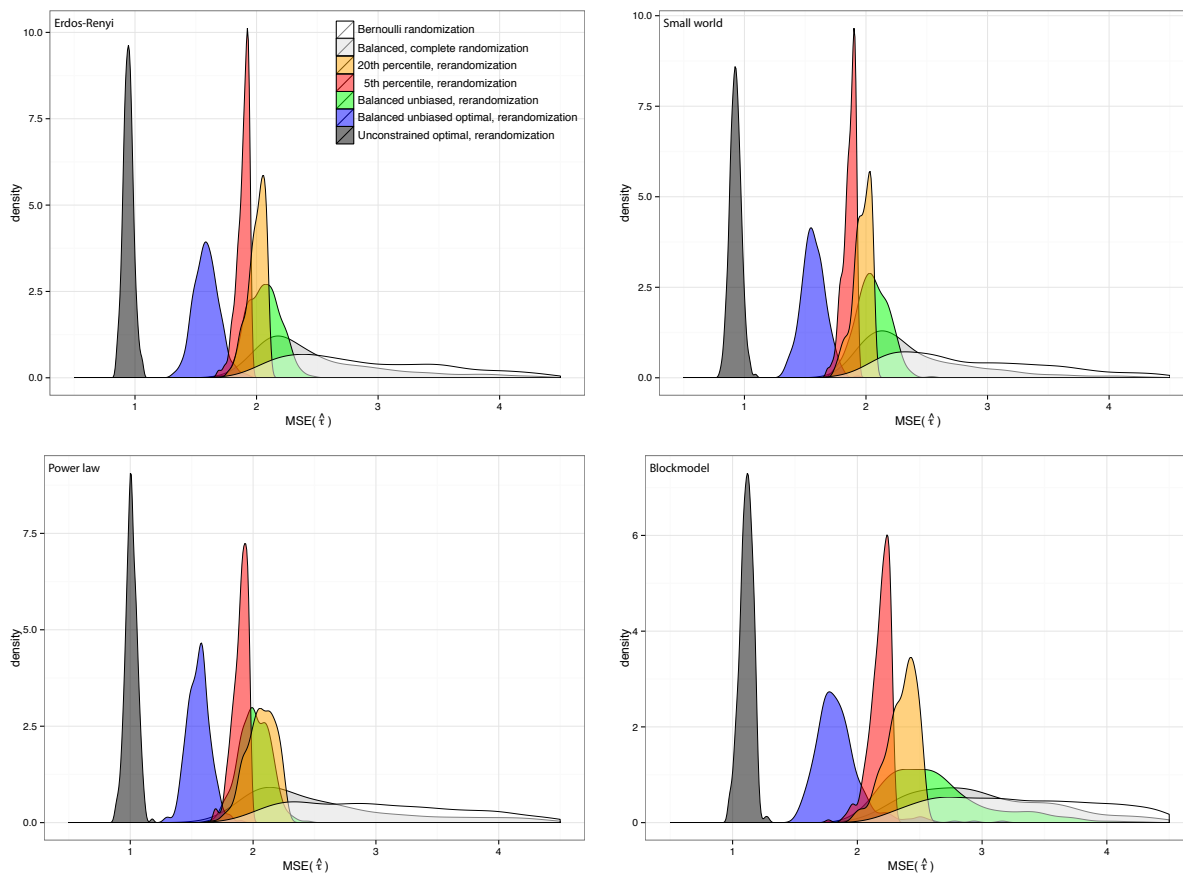 Erdos-Renyi
Bernoulli randomization
Balanced, complete randomization
20th percentile, rerandomization
5th percentile, rerandomization
Balanced unbiased, rerandomization
Balanced unbiased optimal, rerandomization
Unconstrained optimal, rerandomization
10.0
7.5
5.0
2.5
0.0
density
1 2 3 4
MSE(τ̂)
Small world
10.0
7.5
5.0
2.5
0.0
density
1 2 3 4
MSE(τ̂)
Power law
7.5
5.0
2.5
0.0
density
1 2 3 4
MSE(τ̂)
Blockmodel
6
4
2
0
density
1 2 3 4
MSE(τ̂)